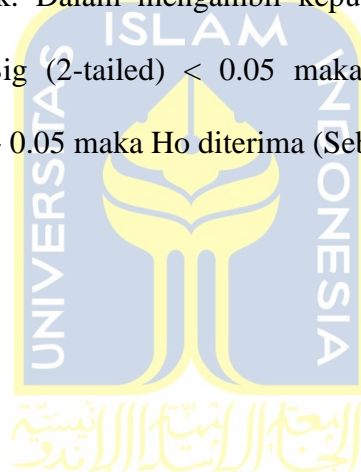 k. Dalam mengambil kepu
ISLAM
ig (2-tailed) < 0.05 maka
0.05 maka Ho diterima (Seb
UNIVERSITAS
INDONESIA